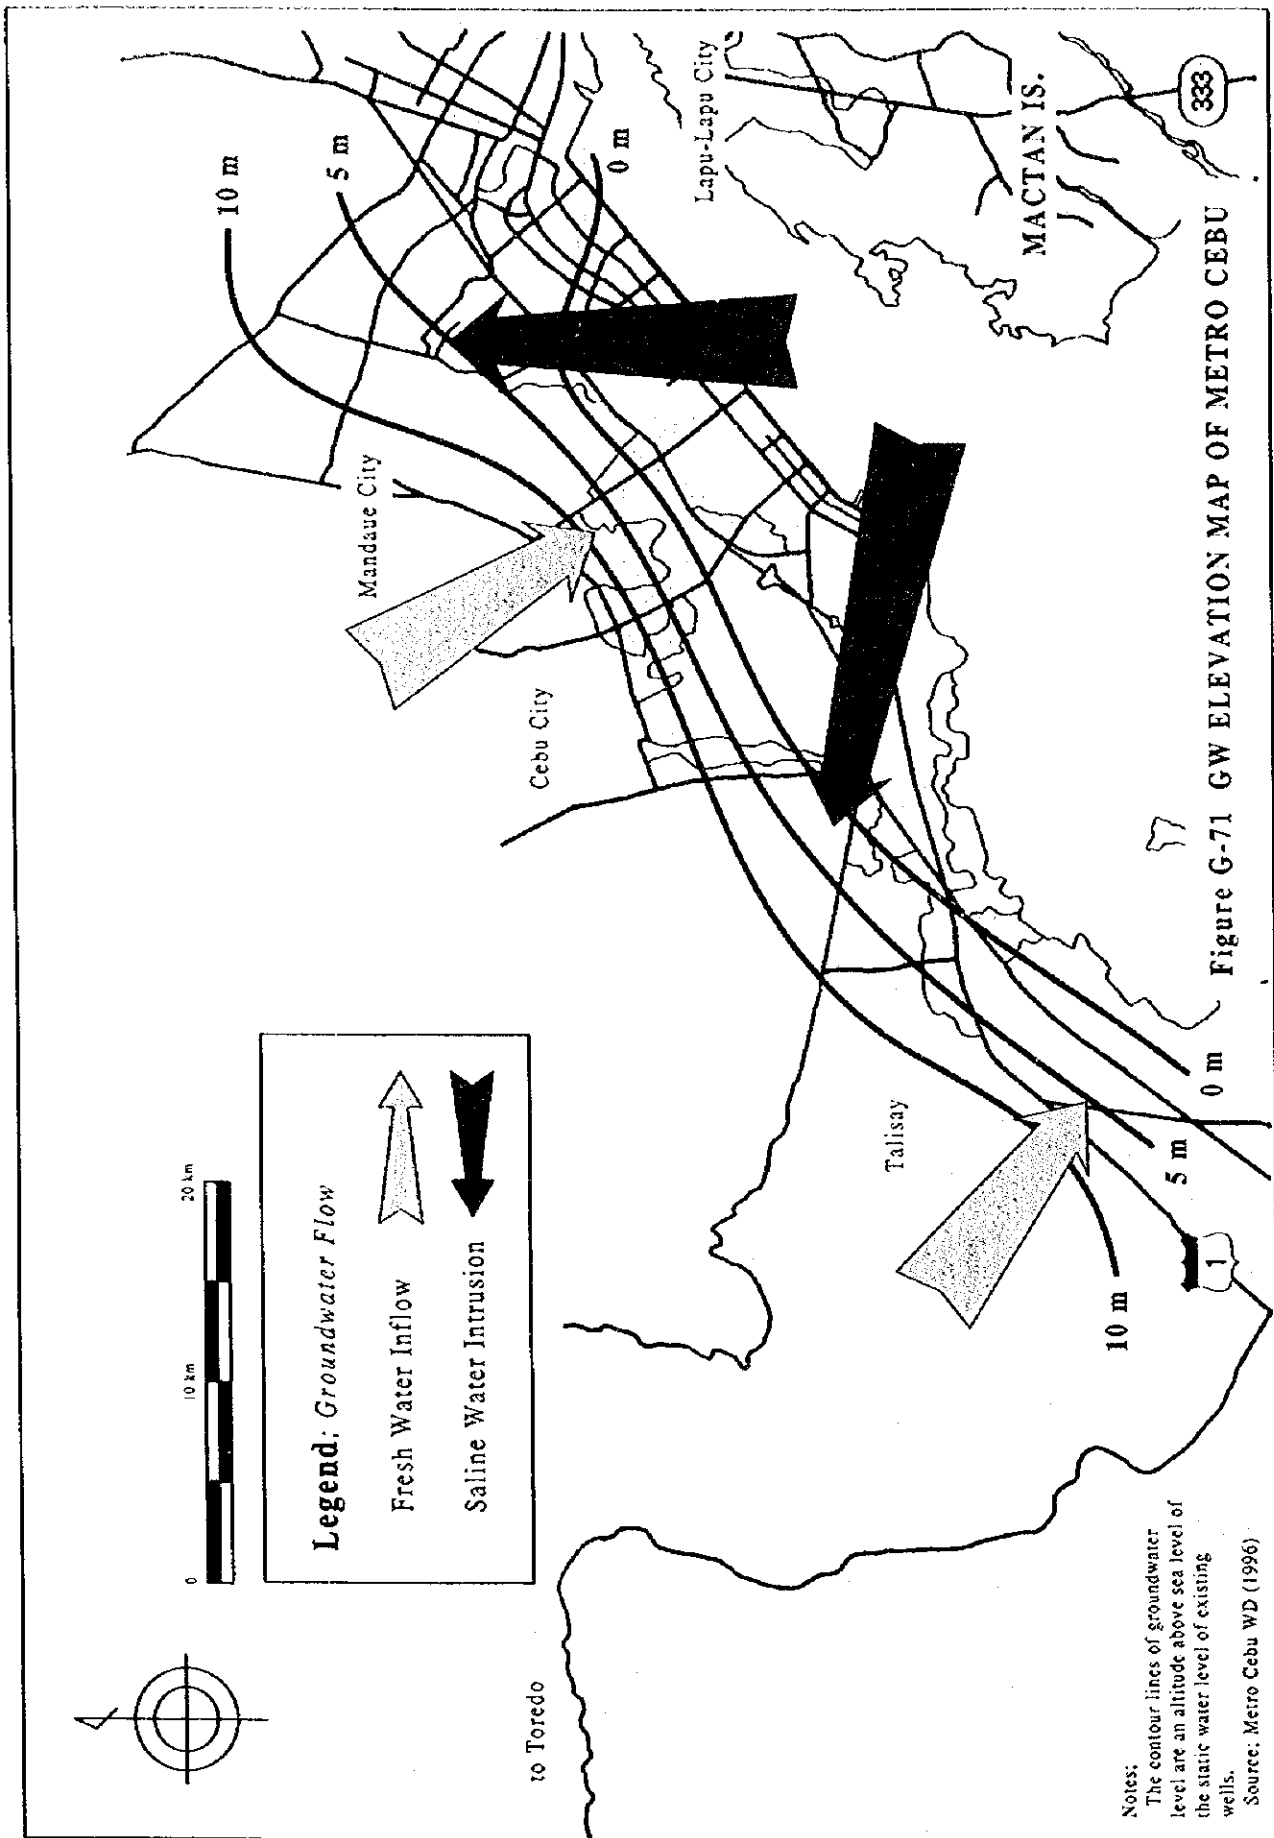 0
10 km
20 km
Legend: Groundwater Flow
Fresh Water Inflow
Saline Water Intrusion
10 m
5 m
Mandaue City
0 m
Cebu City
Lapu-Lapu City
MACTAN IS.
333
Talisay
to Toredo
10 m
5 m
0 m
1
Notes:
The contour lines of groundwater
level are an altitude above sea level of
the static water level of existing
wells.
Source: Metro Cebu WD (1996)
Figure G-71 GW ELEVATION MAP OF METRO CEBU